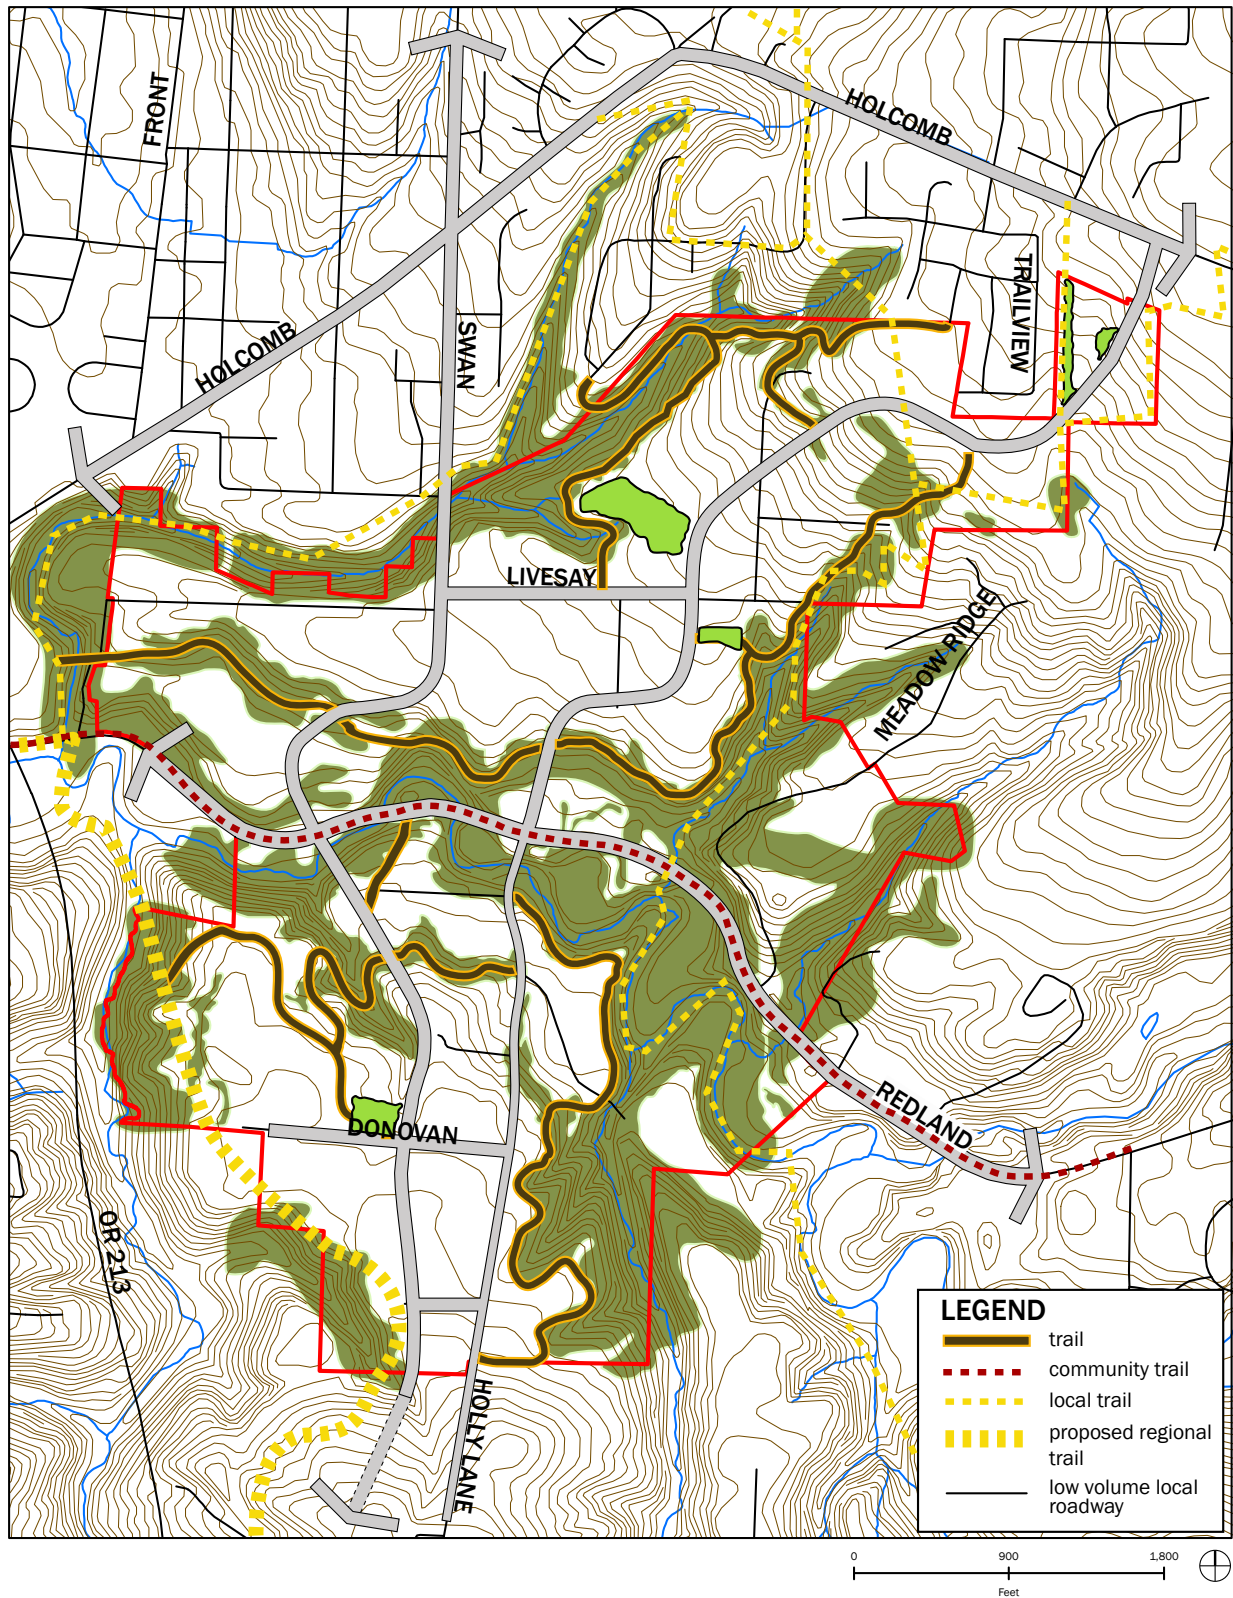 FRONT
HOLCOMB
TRAILVIEW
HOLCOMB
SWAN
LIVESAY
MEADOW RIDGE
REDLAND
DONOVAN
OR 213
HOLLY LANE
LEGEND
trail
community trail
local trail
proposed regional
trail
low volume local
roadway
0 900 1,800
Feet